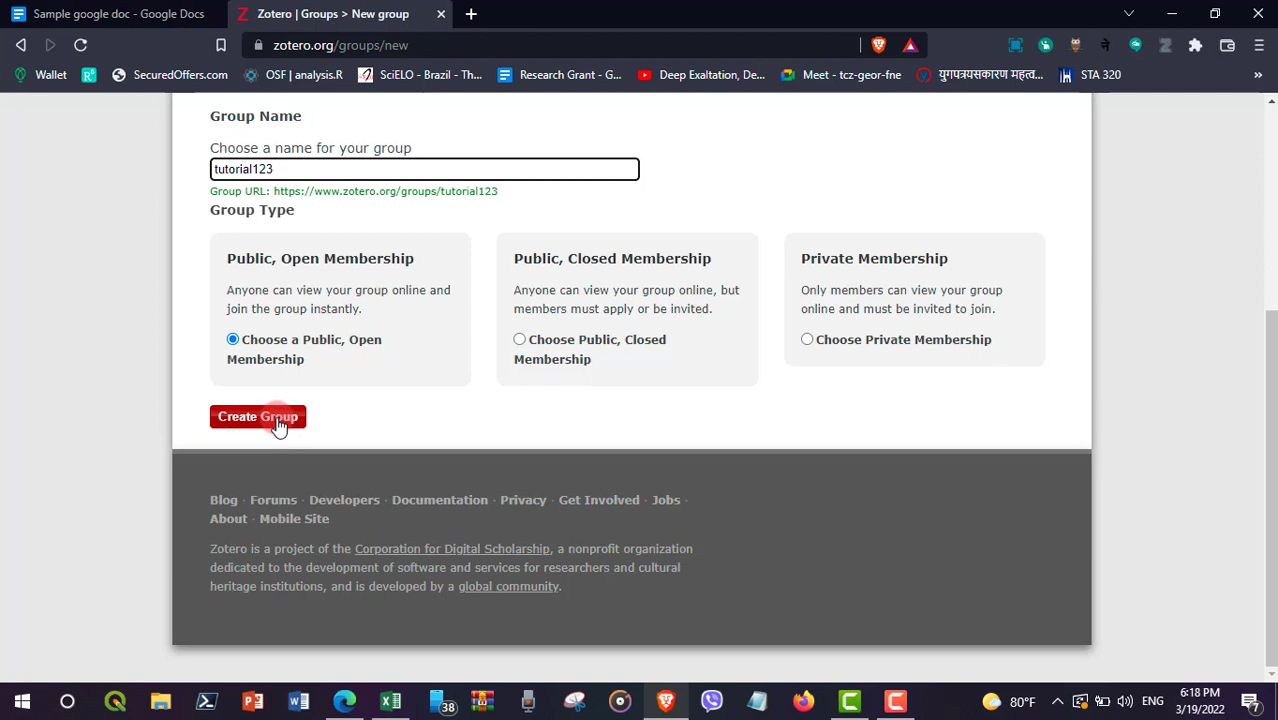 Sample google doc - Google Docs
Zotero | Groups > New group
zotero.org/groups/new
Wallet
SecuredOffers.com
OSF | analysis.R
SciELO - Brazil - Th...
Research Grant - G...
Deep Exaltation, De...
Meet - tcz-geor-fne
युगपत्रयसकारण महत्व...
STA 320
»
Group Name
Choose a name for your group
tutorial123
Group URL: https://www.zotero.org/groups/tutorial123
Group Type
Public, Open Membership
Anyone can view your group online and
join the group instantly.
Choose a Public, Open
Membership
Public, Closed Membership
Anyone can view your group online, but
members must apply or be invited.
Choose Public, Closed
Membership
Private Membership
Only members can view your group
online and must be invited to join.
Choose Private Membership
Create Group
Blog · Forums · Developers · Documentation · Privacy · Get Involved · Jobs ·
About · Mobile Site
Zotero is a project of the Corporation for Digital Scholarship, a nonprofit organization
dedicated to the development of software and services for researchers and cultural
heritage institutions, and is developed by a global community.
38
80°F
ENG
6:18 PM
3/19/2022
7